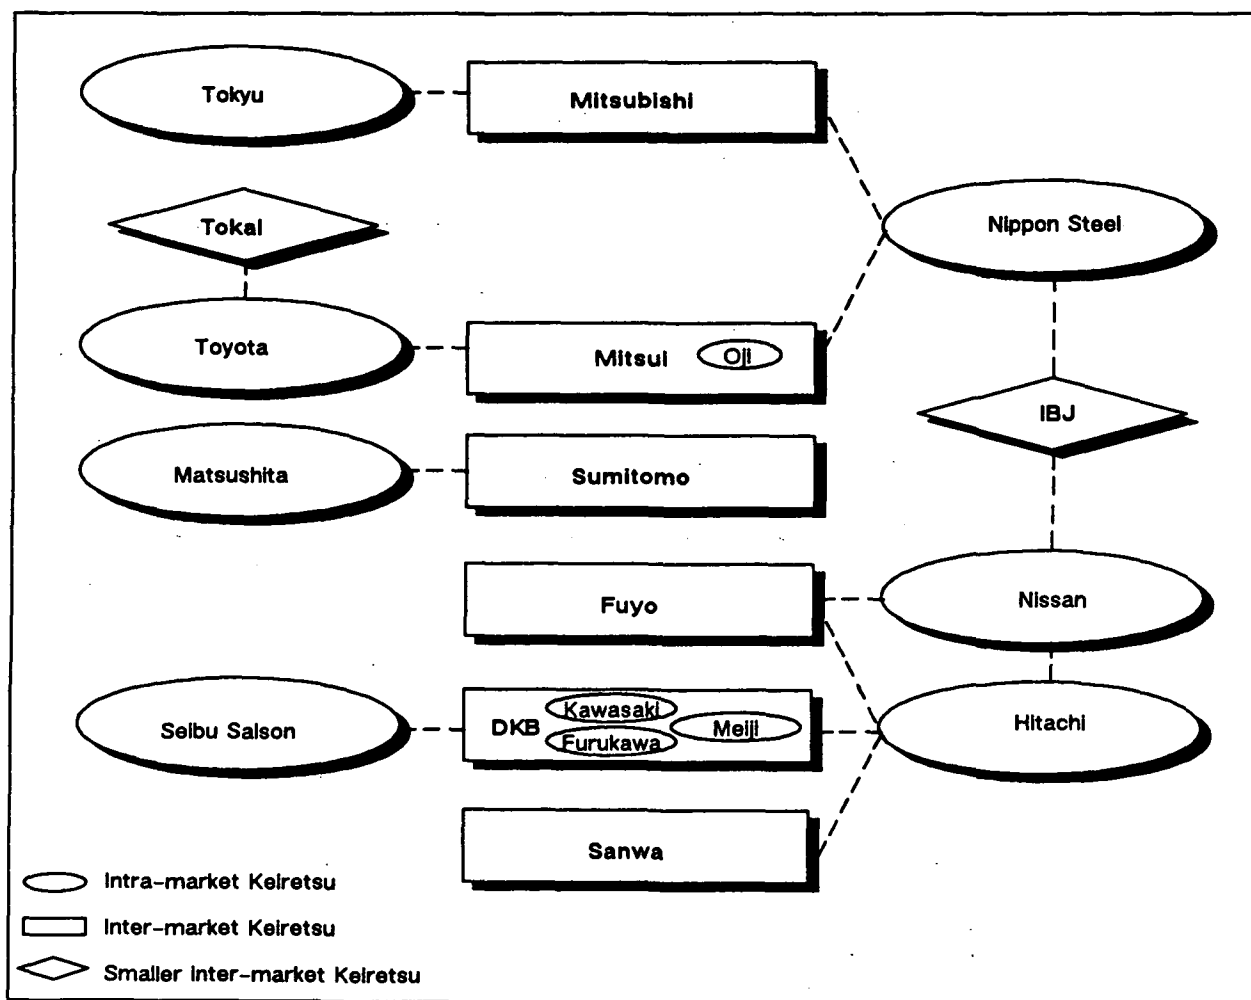 Tokyu
Mitsubishi
Nippon Steel
Tokai
Toyota
Mitsui
Oji
IBJ
Matsushita
Sumitomo
Fuyo
Nissan
Seibu Saison
DKB
Kawasaki
Furukawa
Meiji
Hitachi
Sanwa
Intra-market Keiretsu
Inter-market Keiretsu
Smaller inter-market Keiretsu